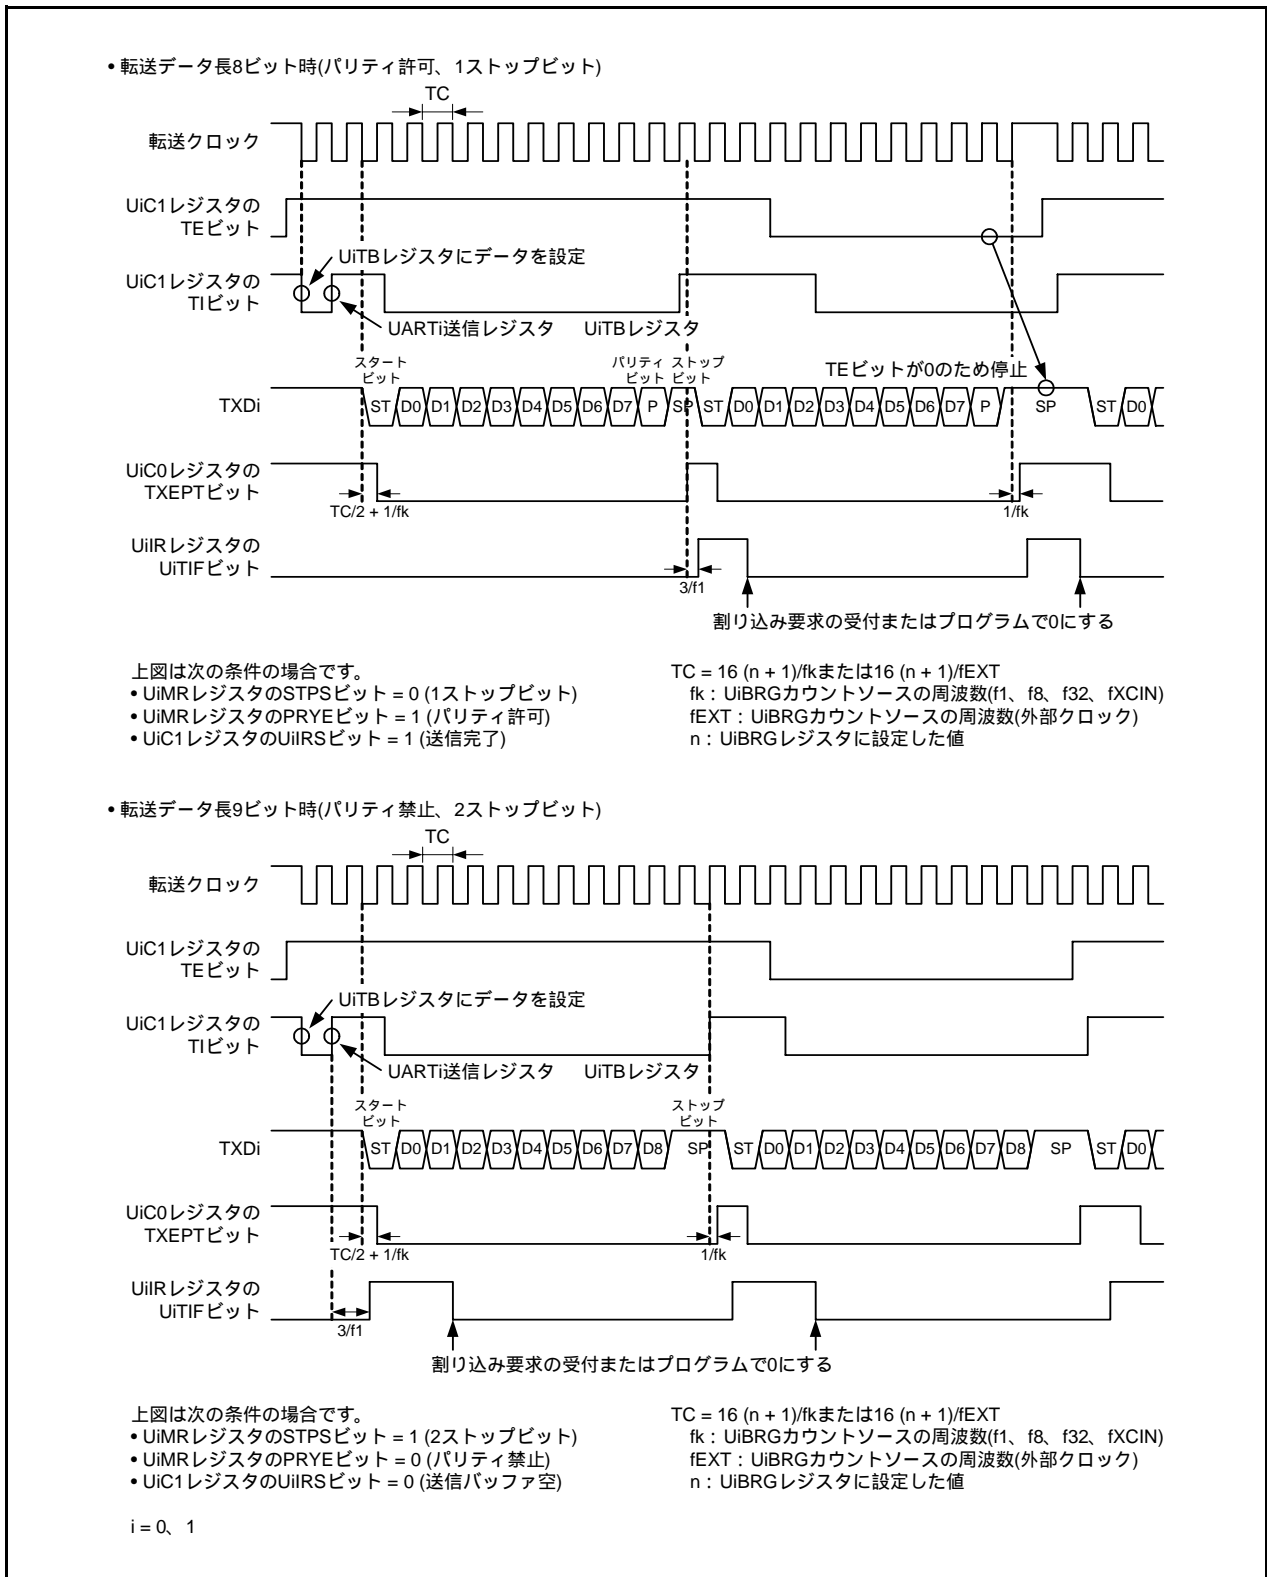 • 転送データ長8ビット時(パリティ許可、1ストップビット)
TC
転送クロック
UiC1レジスタの
TEビット
UiTBレジスタにデータを設定
UiC1レジスタの
TIビット
UARTi送信レジスタ UiTBレジスタ
スタート
ビット
パリティ
ビット
ストップ
ビット
TEビットが0のため停止
TXDi
ST D0 D1 D2 D3 D4 D5 D6 D7 P SP ST D0 D1 D2 D3 D4 D5 D6 D7 P SP ST D0
UiC0レジスタの
TXEPTビット
TC/2 + 1/fk
1/fk
UiIRレジスタの
UiTIFビット
3/f1
割り込み要求の受付またはプログラムで0にする
上図は次の条件の場合です。
• UiMRレジスタのSTPSビット = 0 (1ストップビット)
• UiMRレジスタのPRYEビット = 1 (パリティ許可)
• UiC1レジスタのUiIRSビット = 1 (送信完了)
TC = 16 (n + 1)/fkまたは16 (n + 1)/fEXT
fk : UiBRGカウントソースの周波数(f1、f8、f32、fXCIN)
fEXT : UiBRGカウントソースの周波数(外部クロック)
n : UiBRGレジスタに設定した値
• 転送データ長9ビット時(パリティ禁止、2ストップビット)
TC
転送クロック
UiC1レジスタの
TEビット
UiTBレジスタにデータを設定
UiC1レジスタの
TIビット
UARTi送信レジスタ UiTBレジスタ
スタート
ビット
ストップ
ビット
TXDi
ST D0 D1 D2 D3 D4 D5 D6 D7 D8 SP ST D0 D1 D2 D3 D4 D5 D6 D7 D8 SP ST D0
UiC0レジスタの
TXEPTビット
TC/2 + 1/fk
1/fk
UiIRレジスタの
UiTIFビット
3/f1
割り込み要求の受付またはプログラムで0にする
上図は次の条件の場合です。
• UiMRレジスタのSTPSビット = 1 (2ストップビット)
• UiMRレジスタのPRYEビット = 0 (パリティ禁止)
• UiC1レジスタのUiIRSビット = 0 (送信バッファ空)
TC = 16 (n + 1)/fkまたは16 (n + 1)/fEXT
fk : UiBRGカウントソースの周波数(f1、f8、f32、fXCIN)
fEXT : UiBRGカウントソースの周波数(外部クロック)
n : UiBRGレジスタに設定した値
i = 0、1